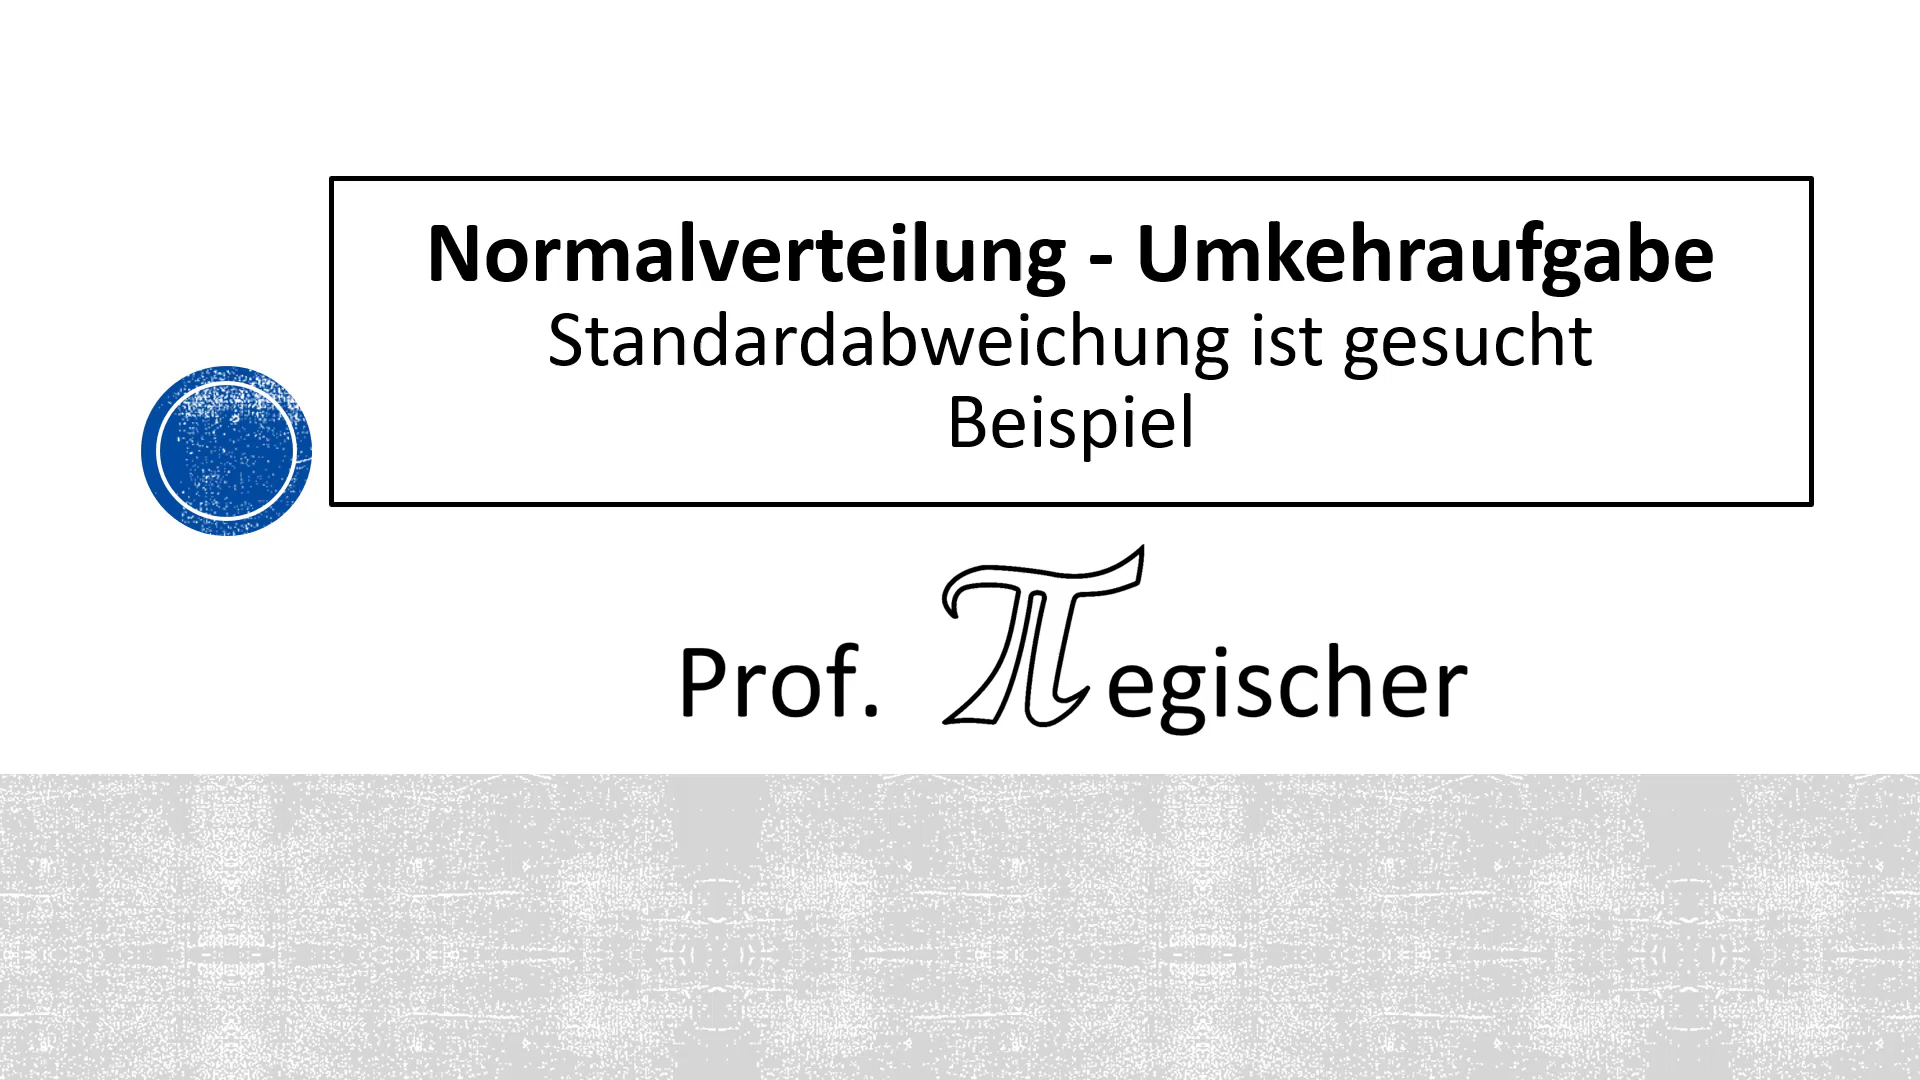 Normalverteilung - Umkehraufgabe
Standardabweichung ist gesucht
Beispiel
Prof. πegischer